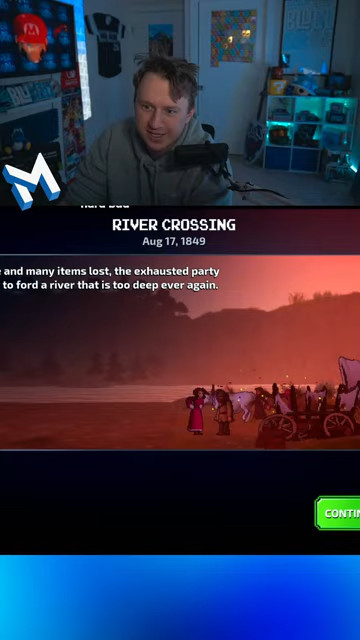 RIVER CROSSING
Aug 17, 1849
and many items lost, the exhausted party
to ford a river that is too deep ever again.
CONTIN